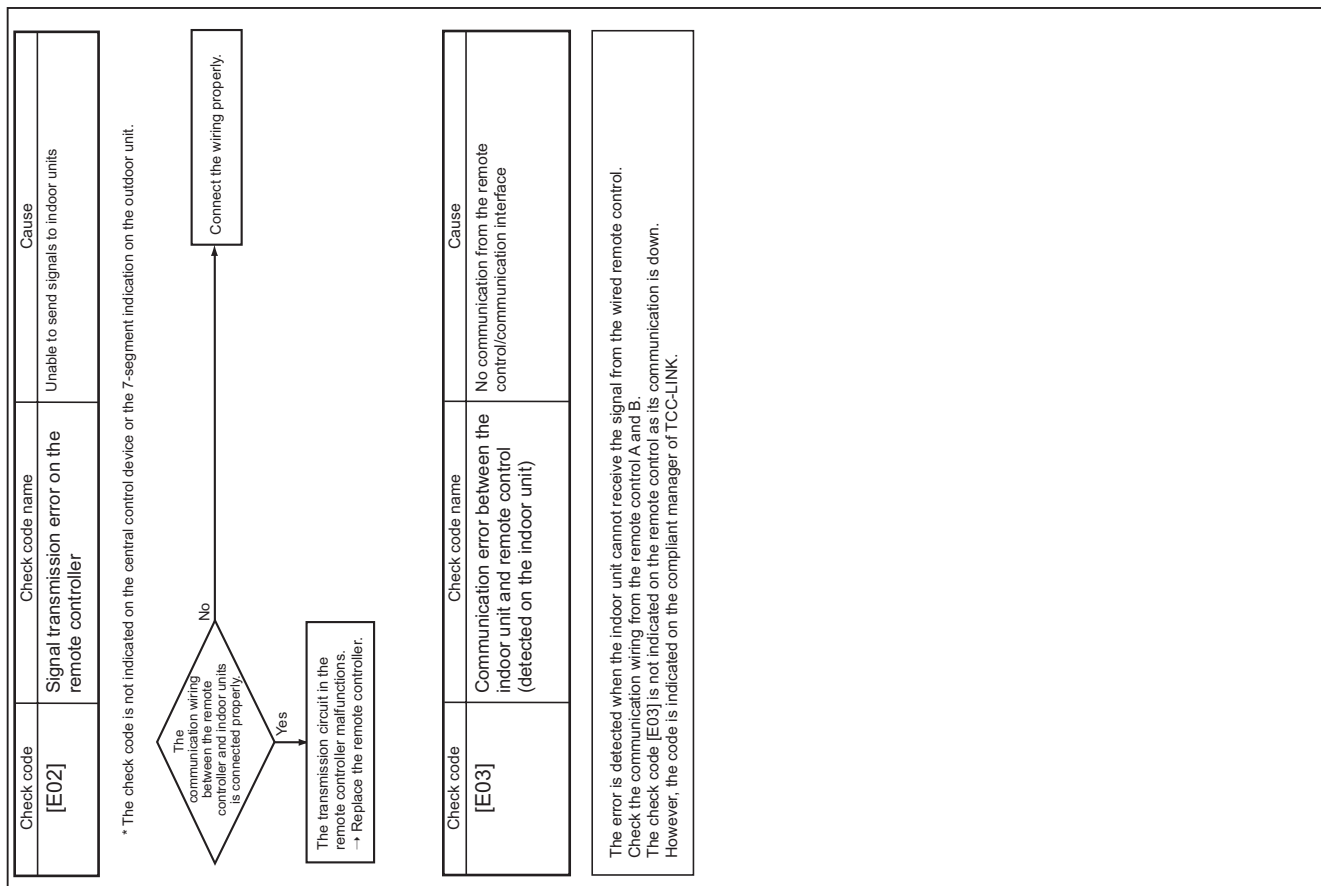 Check code
Check code name
Cause
[E02]
Signal transmission error on the
remote controller
Unable to send signals to indoor units
* The check code is not indicated on the central control device or the 7-segment indication on the outdoor unit.
The
communication wiring
between the remote
controller and indoor units
is connected properly.
No
Connect the wiring properly.
Yes
The transmission circuit in the
remote controller malfunctions.
→ Replace the remote controller.
Check code
Check code name
Cause
[E03]
Communication error between the
indoor unit and remote control
(detected on the indoor unit)
No communication from the remote
control/communication interface
The error is detected when the indoor unit cannot receive the signal from the wired remote control.
Check the communication wiring from the remote control A and B.
The check code [E03] is not indicated on the remote control as its communication is down.
However, the code is indicated on the compliant manager of TCC-LINK.